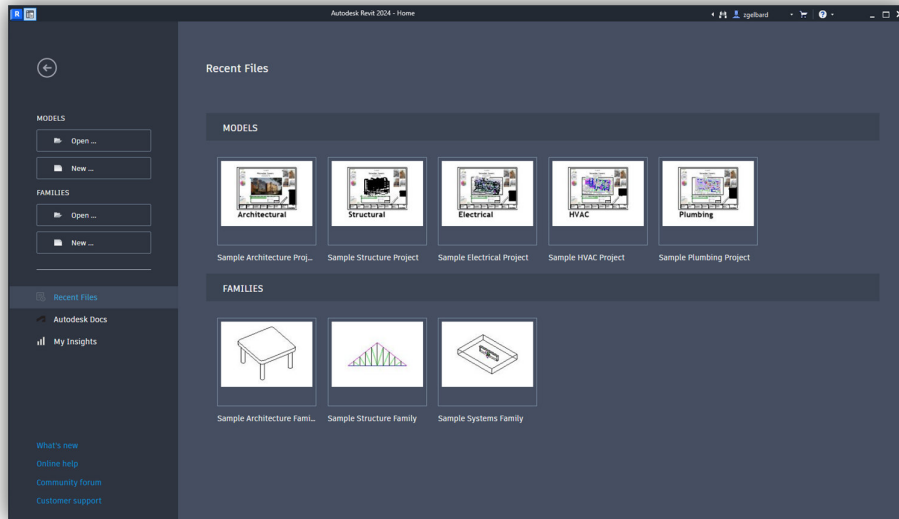 R
Autodesk Revit 2024 - Home
zgelbard
?
Recent Files
MODELS
Open ...
New ...
FAMILIES
Open ...
New ...
Recent Files
Autodesk Docs
My Insights
What's new
Online help
Community forum
Customer support
MODELS
Architectural
Structural
Electrical
HVAC
Plumbing
Sample Architecture Proj...
Sample Structure Project
Sample Electrical Project
Sample HVAC Project
Sample Plumbing Project
FAMILIES
Sample Architecture Fami...
Sample Structure Family
Sample Systems Family